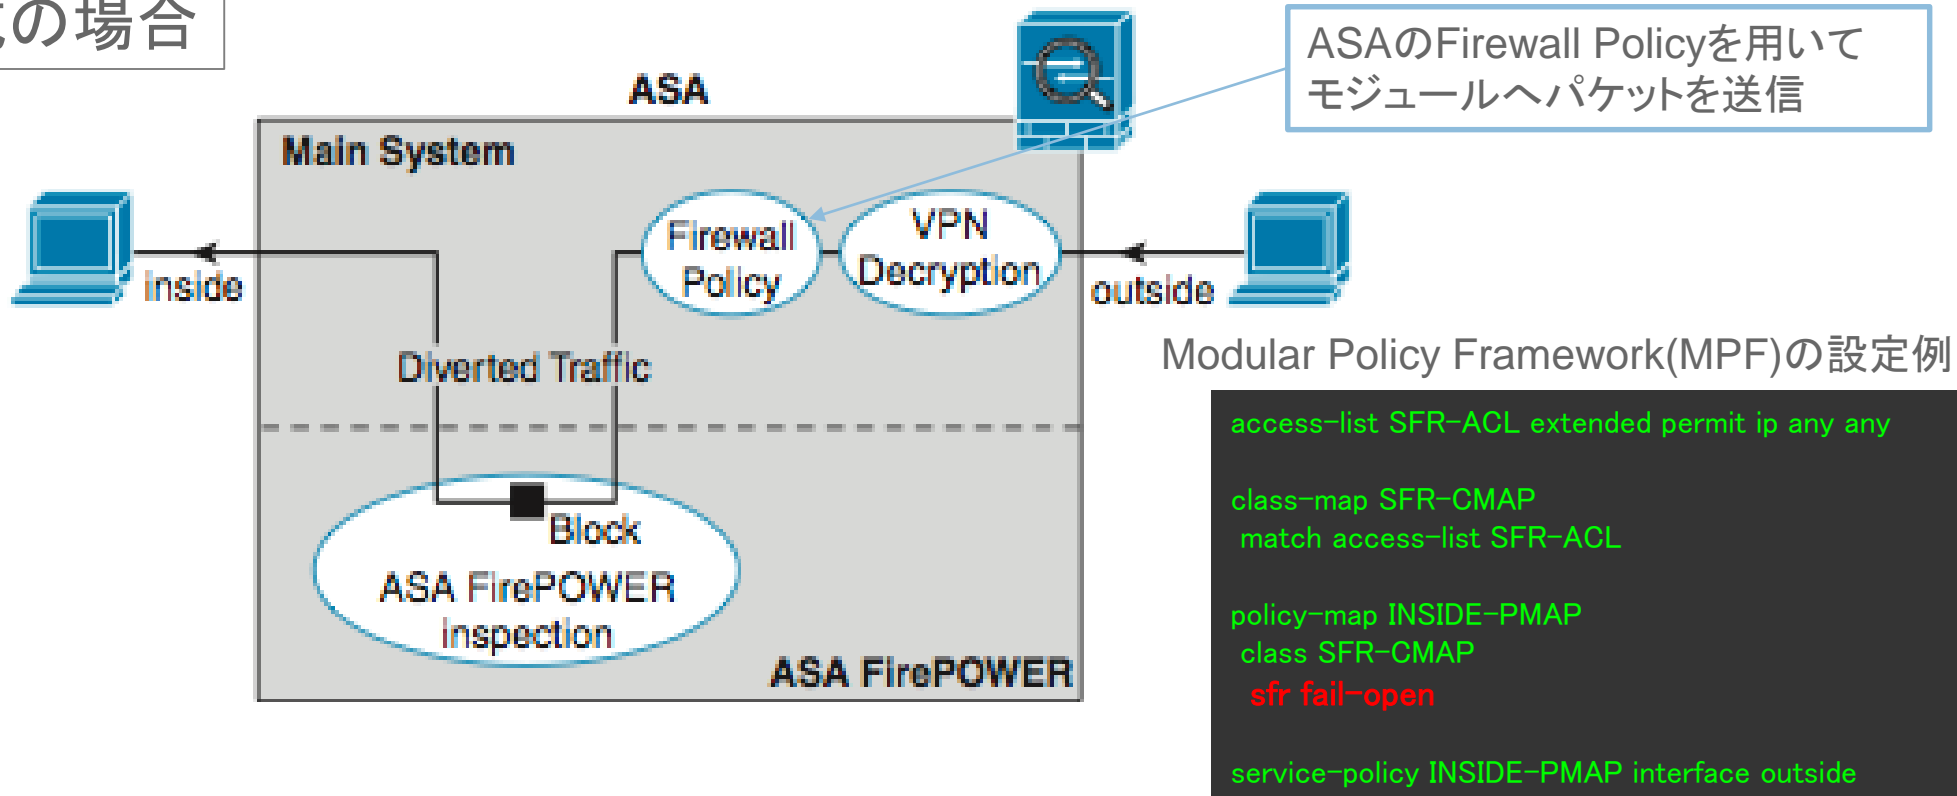 の場合
ASA
ASAのFirewall Policyを用いて
モジュールへパケットを送信
Main System
Firewall
Policy
VPN
Decryption
inside
outside
Diverted Traffic
Block
ASA FirePOWER
inspection
ASA FirePOWER
Modular Policy Framework(MPF)の設定例
access-list SFR-ACL extended permit ip any any
class-map SFR-CMAP
match access-list SFR-ACL
policy-map INSIDE-PMAP
class SFR-CMAP
sfr fail-open
service-policy INSIDE-PMAP interface outside